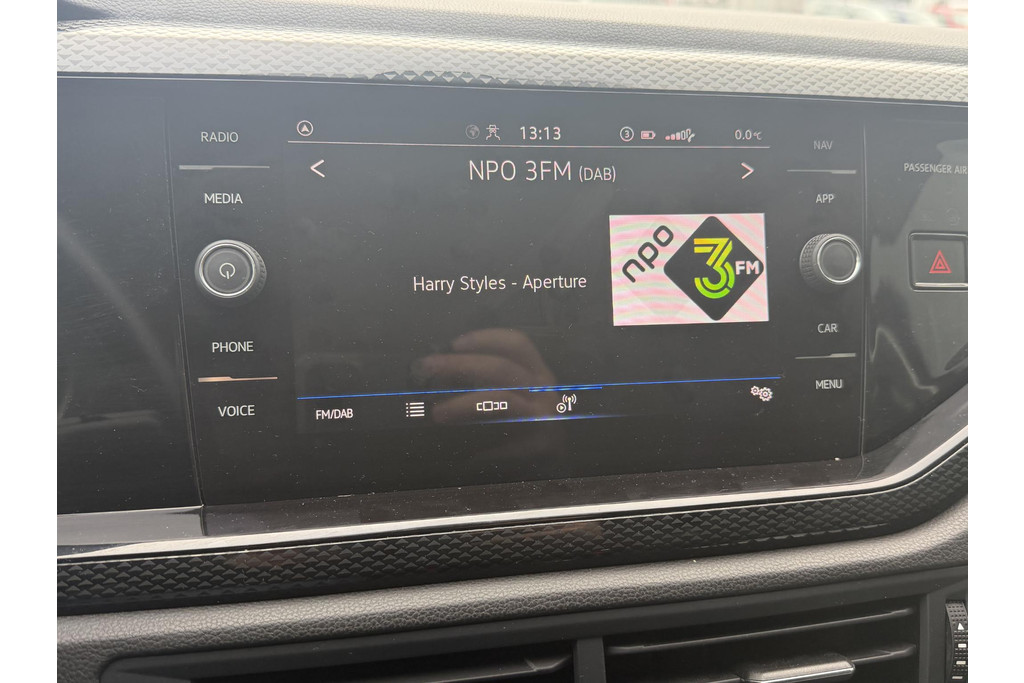 RADIO
13:13
3
0.0°C
NAV
NPO 3FM (DAB)
PASSENGER AIR
MEDIA
APP
npo
3FM
Harry Styles - Aperture
PHONE
CAR
MENU
VOICE
FM/DAB